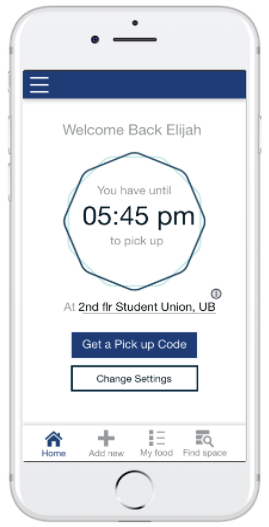 Welcome Back Elijah
You have until
05:45 pm
to pick up
At 2nd flr Student Union, UB
Get a Pick up Code
Change Settings
Home Add new My food Find space